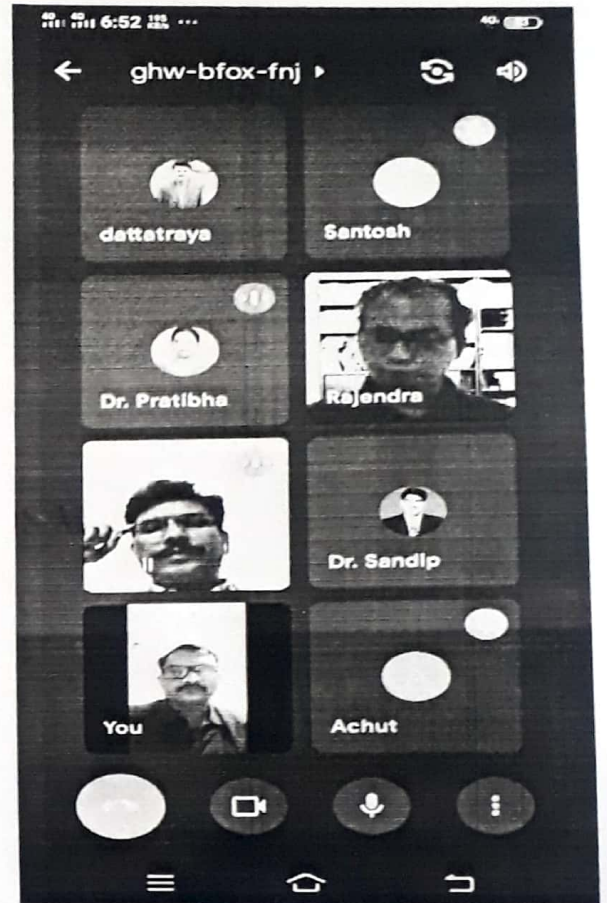 6:52
ghw-bfox-fnj
dattatraya
Santosh
Dr. Pratibha
Rajendra
Dr. Sandip
You
Achut